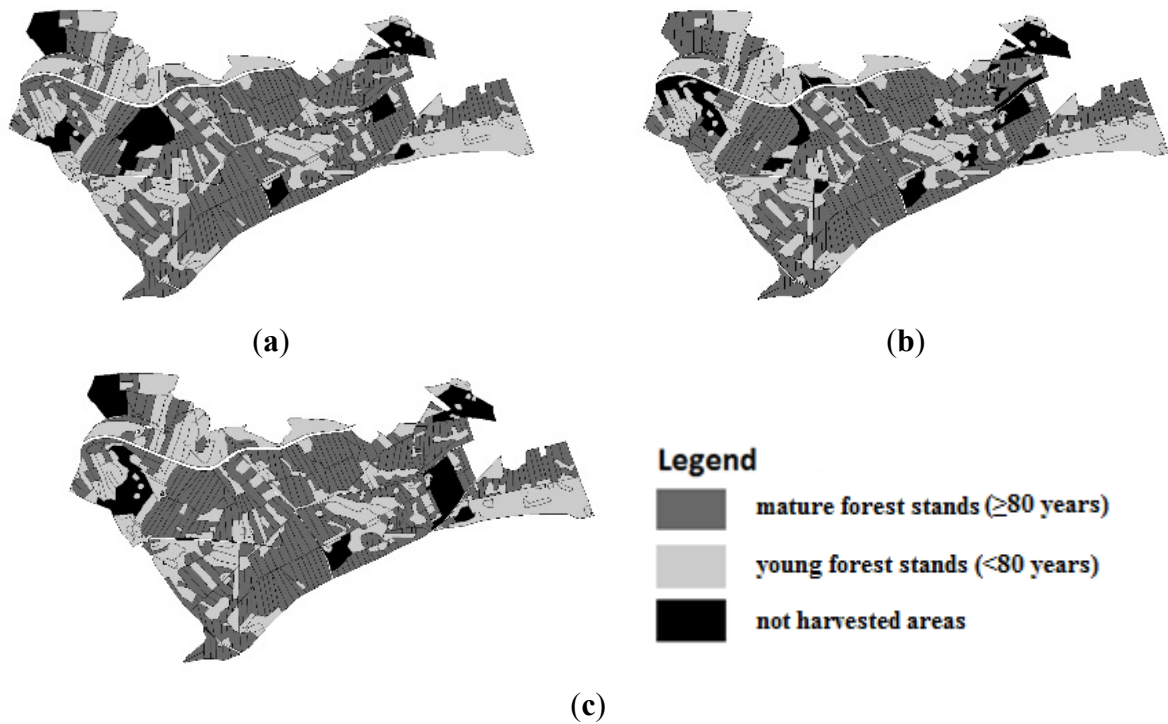 (a)
(b)
Legend
mature forest stands (≥80 years)
young forest stands (<80 years)
not harvested areas
(c)